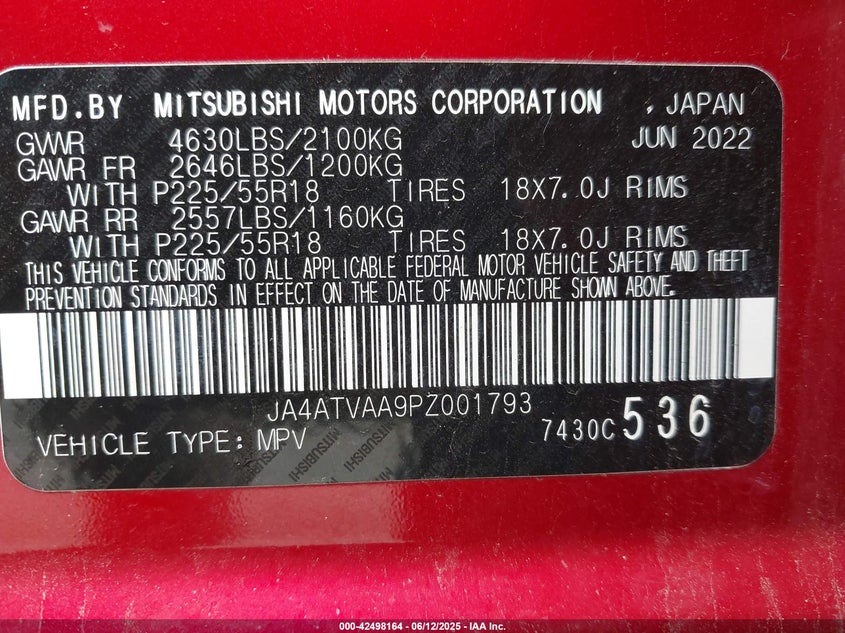 MFD.BY MITSUBISHI MOTORS CORPORATION , JAPAN
GVWR 4630LBS/2100KG JUN 2022
GAWR FR 2646LBS/1200KG
WITH P225/55R18 TIRES 18X7.0J RIMS
GAWR RR 2557LBS/1160KG
WITH P225/55R18 TIRES 18X7.0J RIMS
THIS VEHICLE CONFORMS TO ALL APPLICABLE FEDERAL MOTOR VEHICLE SAFETY AND THEFT
PREVENTION STANDARDS IN EFFECT ON THE DATE OF MANUFACTURE SHOWN ABOVE.
JA4ATVAA9PZ001793
VEHICLE TYPE: MPV 7430C 536
000-42498164 - 06/12/2025 - IAA Inc.